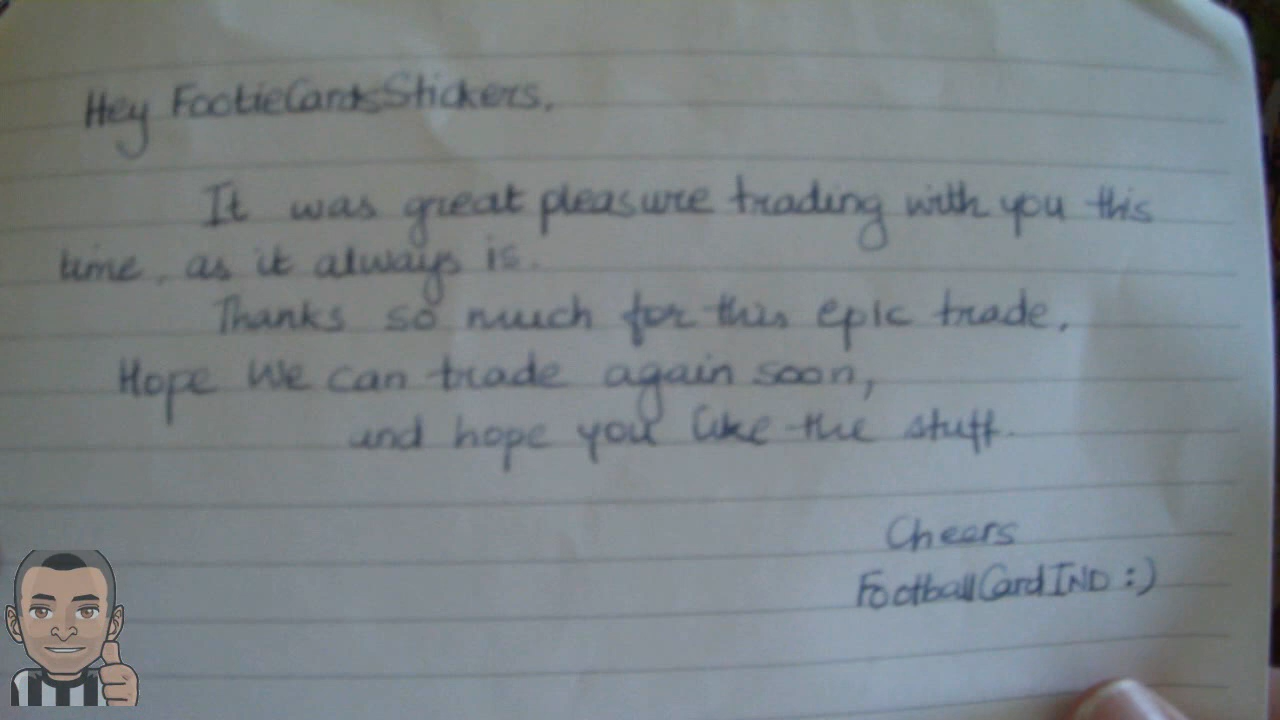 Hey FootieCardsStickers,
It was great pleasure trading with you this
time, as it always is.
Thanks so much for this epic trade.
Hope We can trade again soon,
and hope you like the stuff.
Cheers
FootballCardIND :)